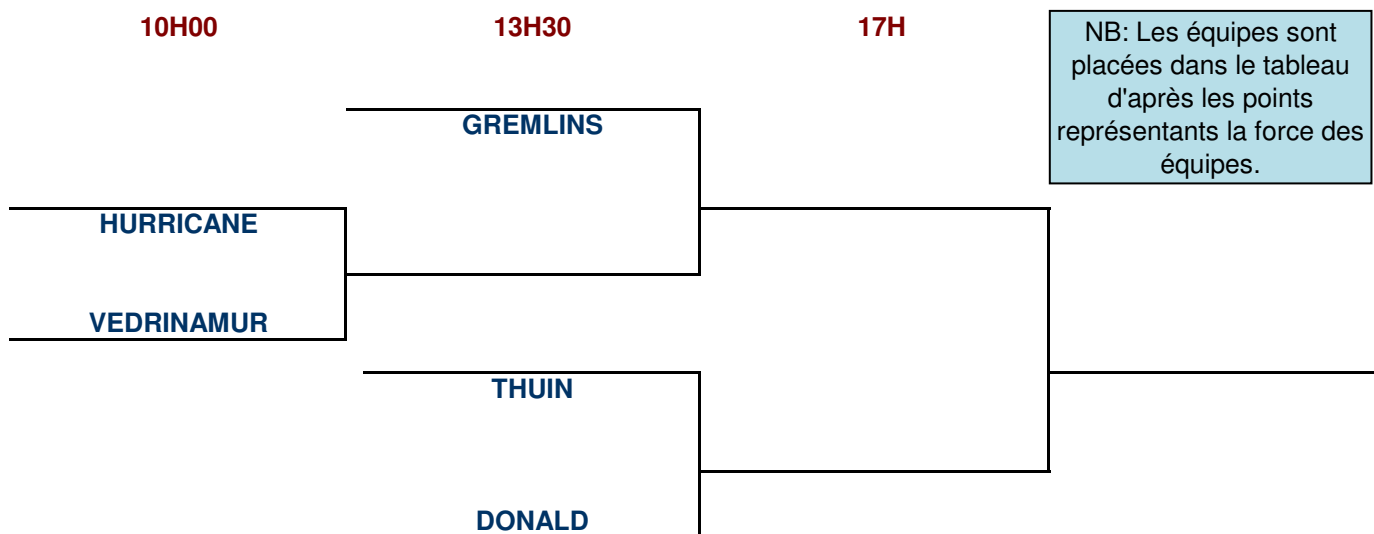 10H00
13H30
17H
NB: Les équipes sont
placées dans le tableau
d'après les points
représentants la force des
équipes.
GREMLINS
HURRICANE
VEDRINAMUR
THUIN
DONALD